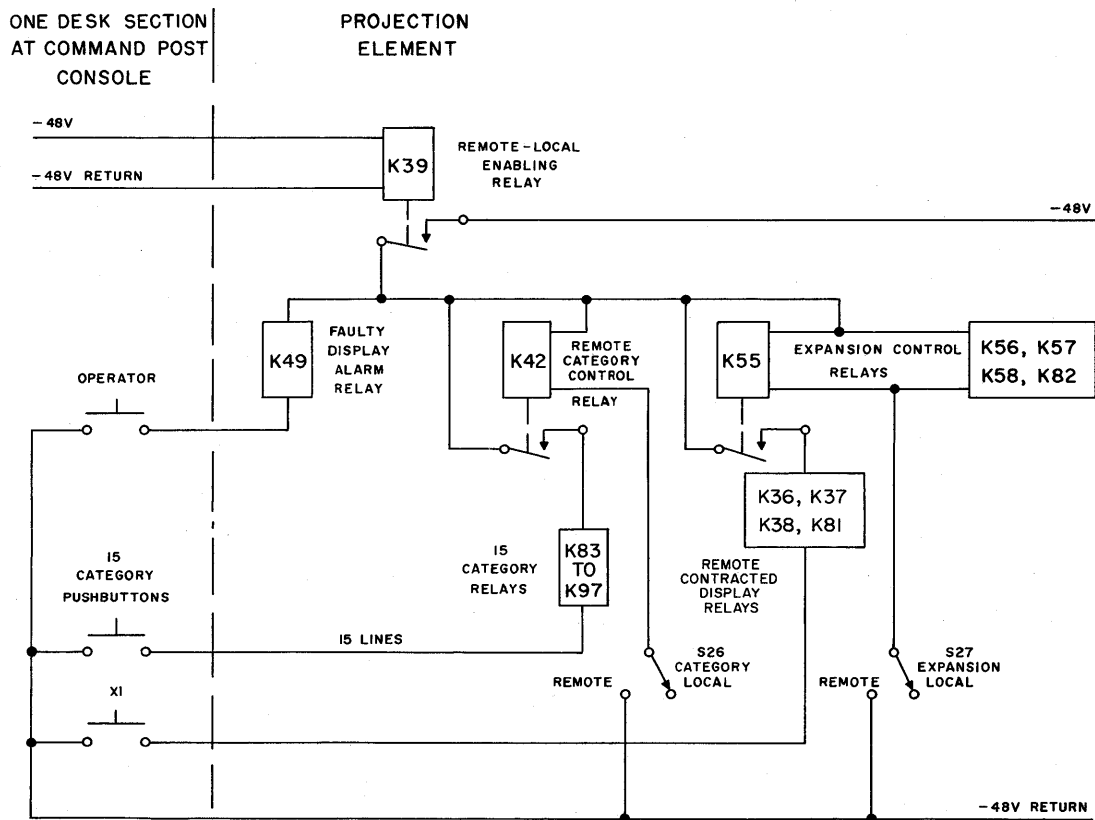 ONE DESK SECTION
AT COMMAND POST
CONSOLE
PROJECTION
ELEMENT
-48V
-48V RETURN
K39
REMOTE-LOCAL
ENABLING
RELAY
-48V
K49
FAULTY
DISPLAY
ALARM
RELAY
K42
REMOTE
CATEGORY
CONTROL
RELAY
K55
EXPANSION CONTROL
RELAYS
K56, K57
K58, K82
OPERATOR
K36, K37
K38, K81
REMOTE
CONTRACTED
DISPLAY
RELAYS
15
CATEGORY
RELAYS
K83
TO
K97
15
CATEGORY
PUSHBUTTONS
15 LINES
S26
CATEGORY
LOCAL
REMOTE
S27
EXPANSION
LOCAL
REMOTE
X1
-48V RETURN